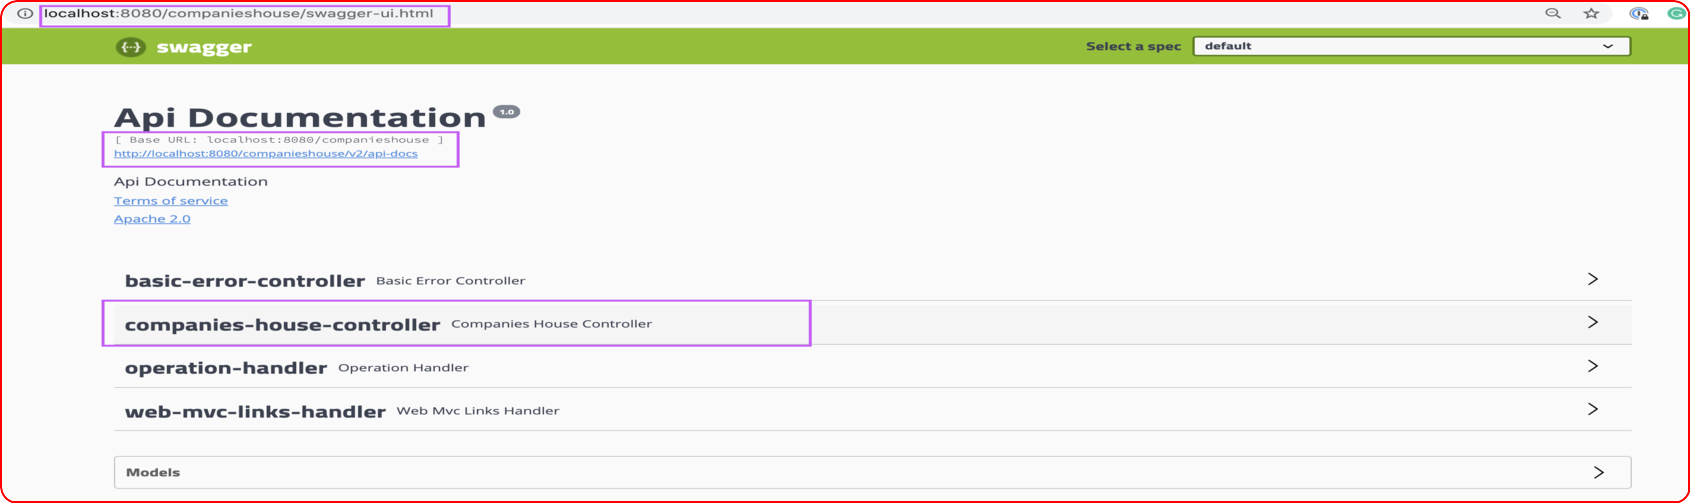 localhost:8080/companieshouse/swagger-ui.html
{··} swagger
Select a spec default
Api Documentation 1.0
[ Base URL: localhost:8080/companieshouse ]
http://localhost:8080/companieshouse/v2/api-docs
Api Documentation
Terms of service
Apache 2.0
basic-error-controller Basic Error Controller
companies-house-controller Companies House Controller
operation-handler Operation Handler
web-mvc-links-handler Web Mvc Links Handler
Models